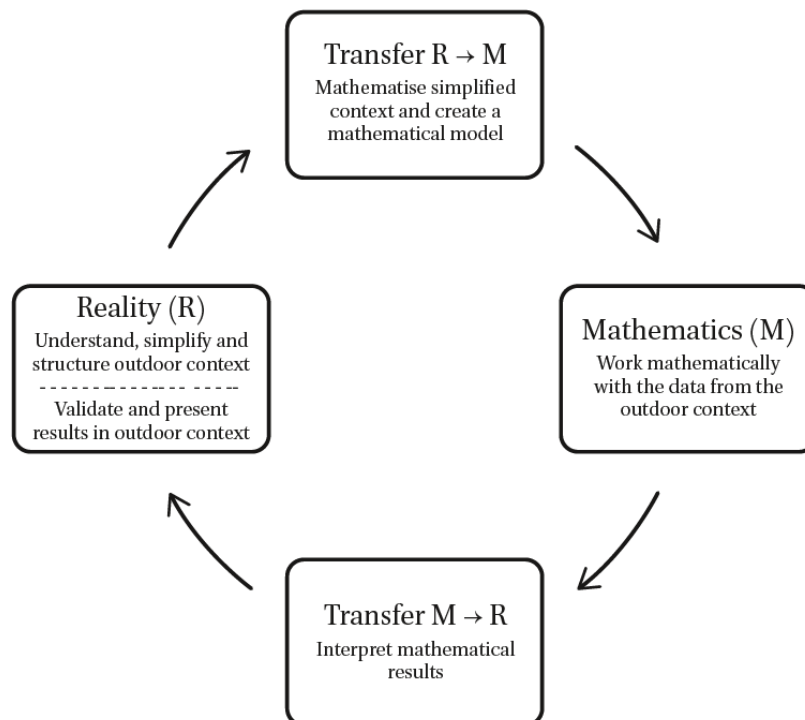 Transfer R → M
Mathematise simplified
context and create a
mathematical model
Reality (R)
Understand, simplify and
structure outdoor context
Validate and present
results in outdoor context
Mathematics (M)
Work mathematically
with the data from the
outdoor context
Transfer M → R
Interpret mathematical
results